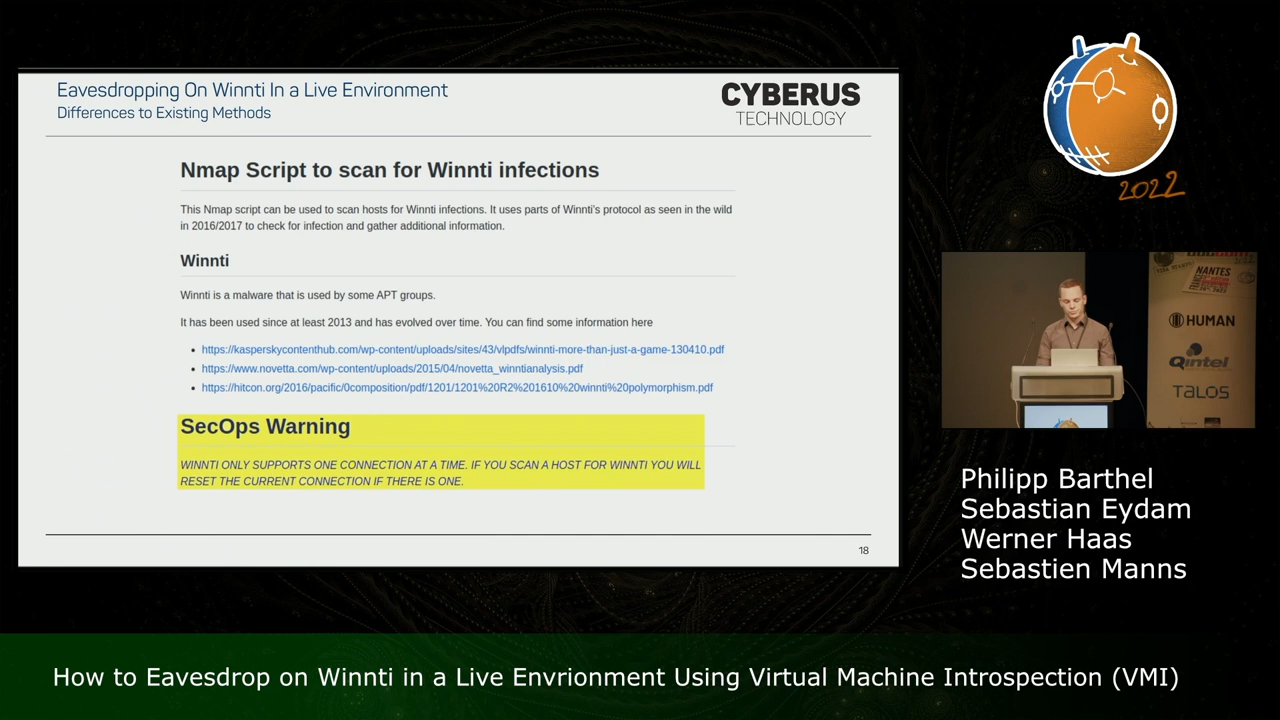 Eavesdropping On Winnti In a Live Environment
Differences to Existing Methods
CYBERUS
TECHNOLOGY
Nmap Script to scan for Winnti infections
This Nmap script can be used to scan hosts for Winnti infections. It uses parts of Winnti's protocol as seen in the wild
in 2016/2017 to check for infection and gather additional information.
Winnti
Winnti is a malware that is used by some APT groups.
It has been used since at least 2013 and has evolved over time. You can find some information here
https://kasperskycontenthub.com/wp-content/uploads/sites/43/vlpdfs/winnti-more-than-just-a-game-130410.pdf
https://www.novetta.com/wp-content/uploads/2015/04/novetta_winntianalysis.pdf
https://hitcon.org/2016/pacific/0composition/pdf/1201/1201%20R2%201610%20winnti%20polymorphism.pdf
SecOps Warning
WINNTI ONLY SUPPORTS ONE CONNECTION AT A TIME. IF YOU SCAN A HOST FOR WINNTI YOU WILL
RESET THE CURRENT CONNECTION IF THERE IS ONE.
18
2022
NANTES
HUMAN
Qintel
TALOS
Philipp Barthel
Sebastian Eydam
Werner Haas
Sebastien Manns
How to Eavesdrop on Winnti in a Live Envrionment Using Virtual Machine Introspection (VMI)